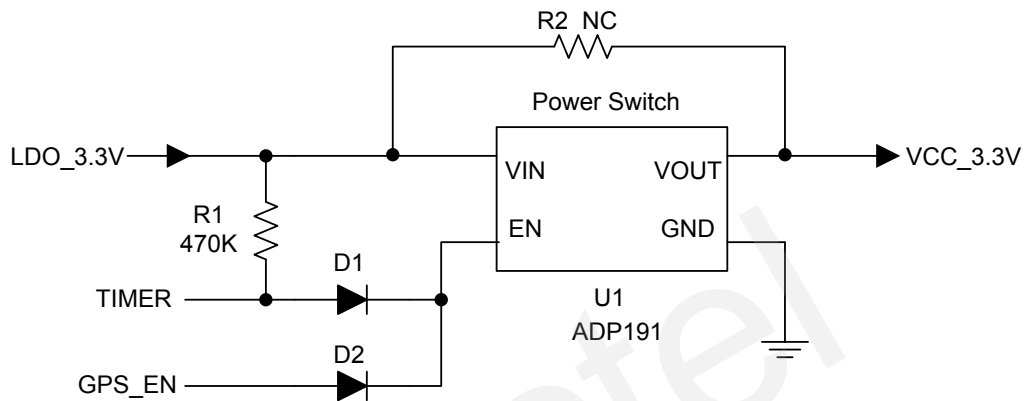 R2 NC
Power Switch
LDO_3.3V
VIN
VOUT
VCC_3.3V
R1
470K
EN
GND
D1
TIMER
U1
ADP191
D2
GPS_EN